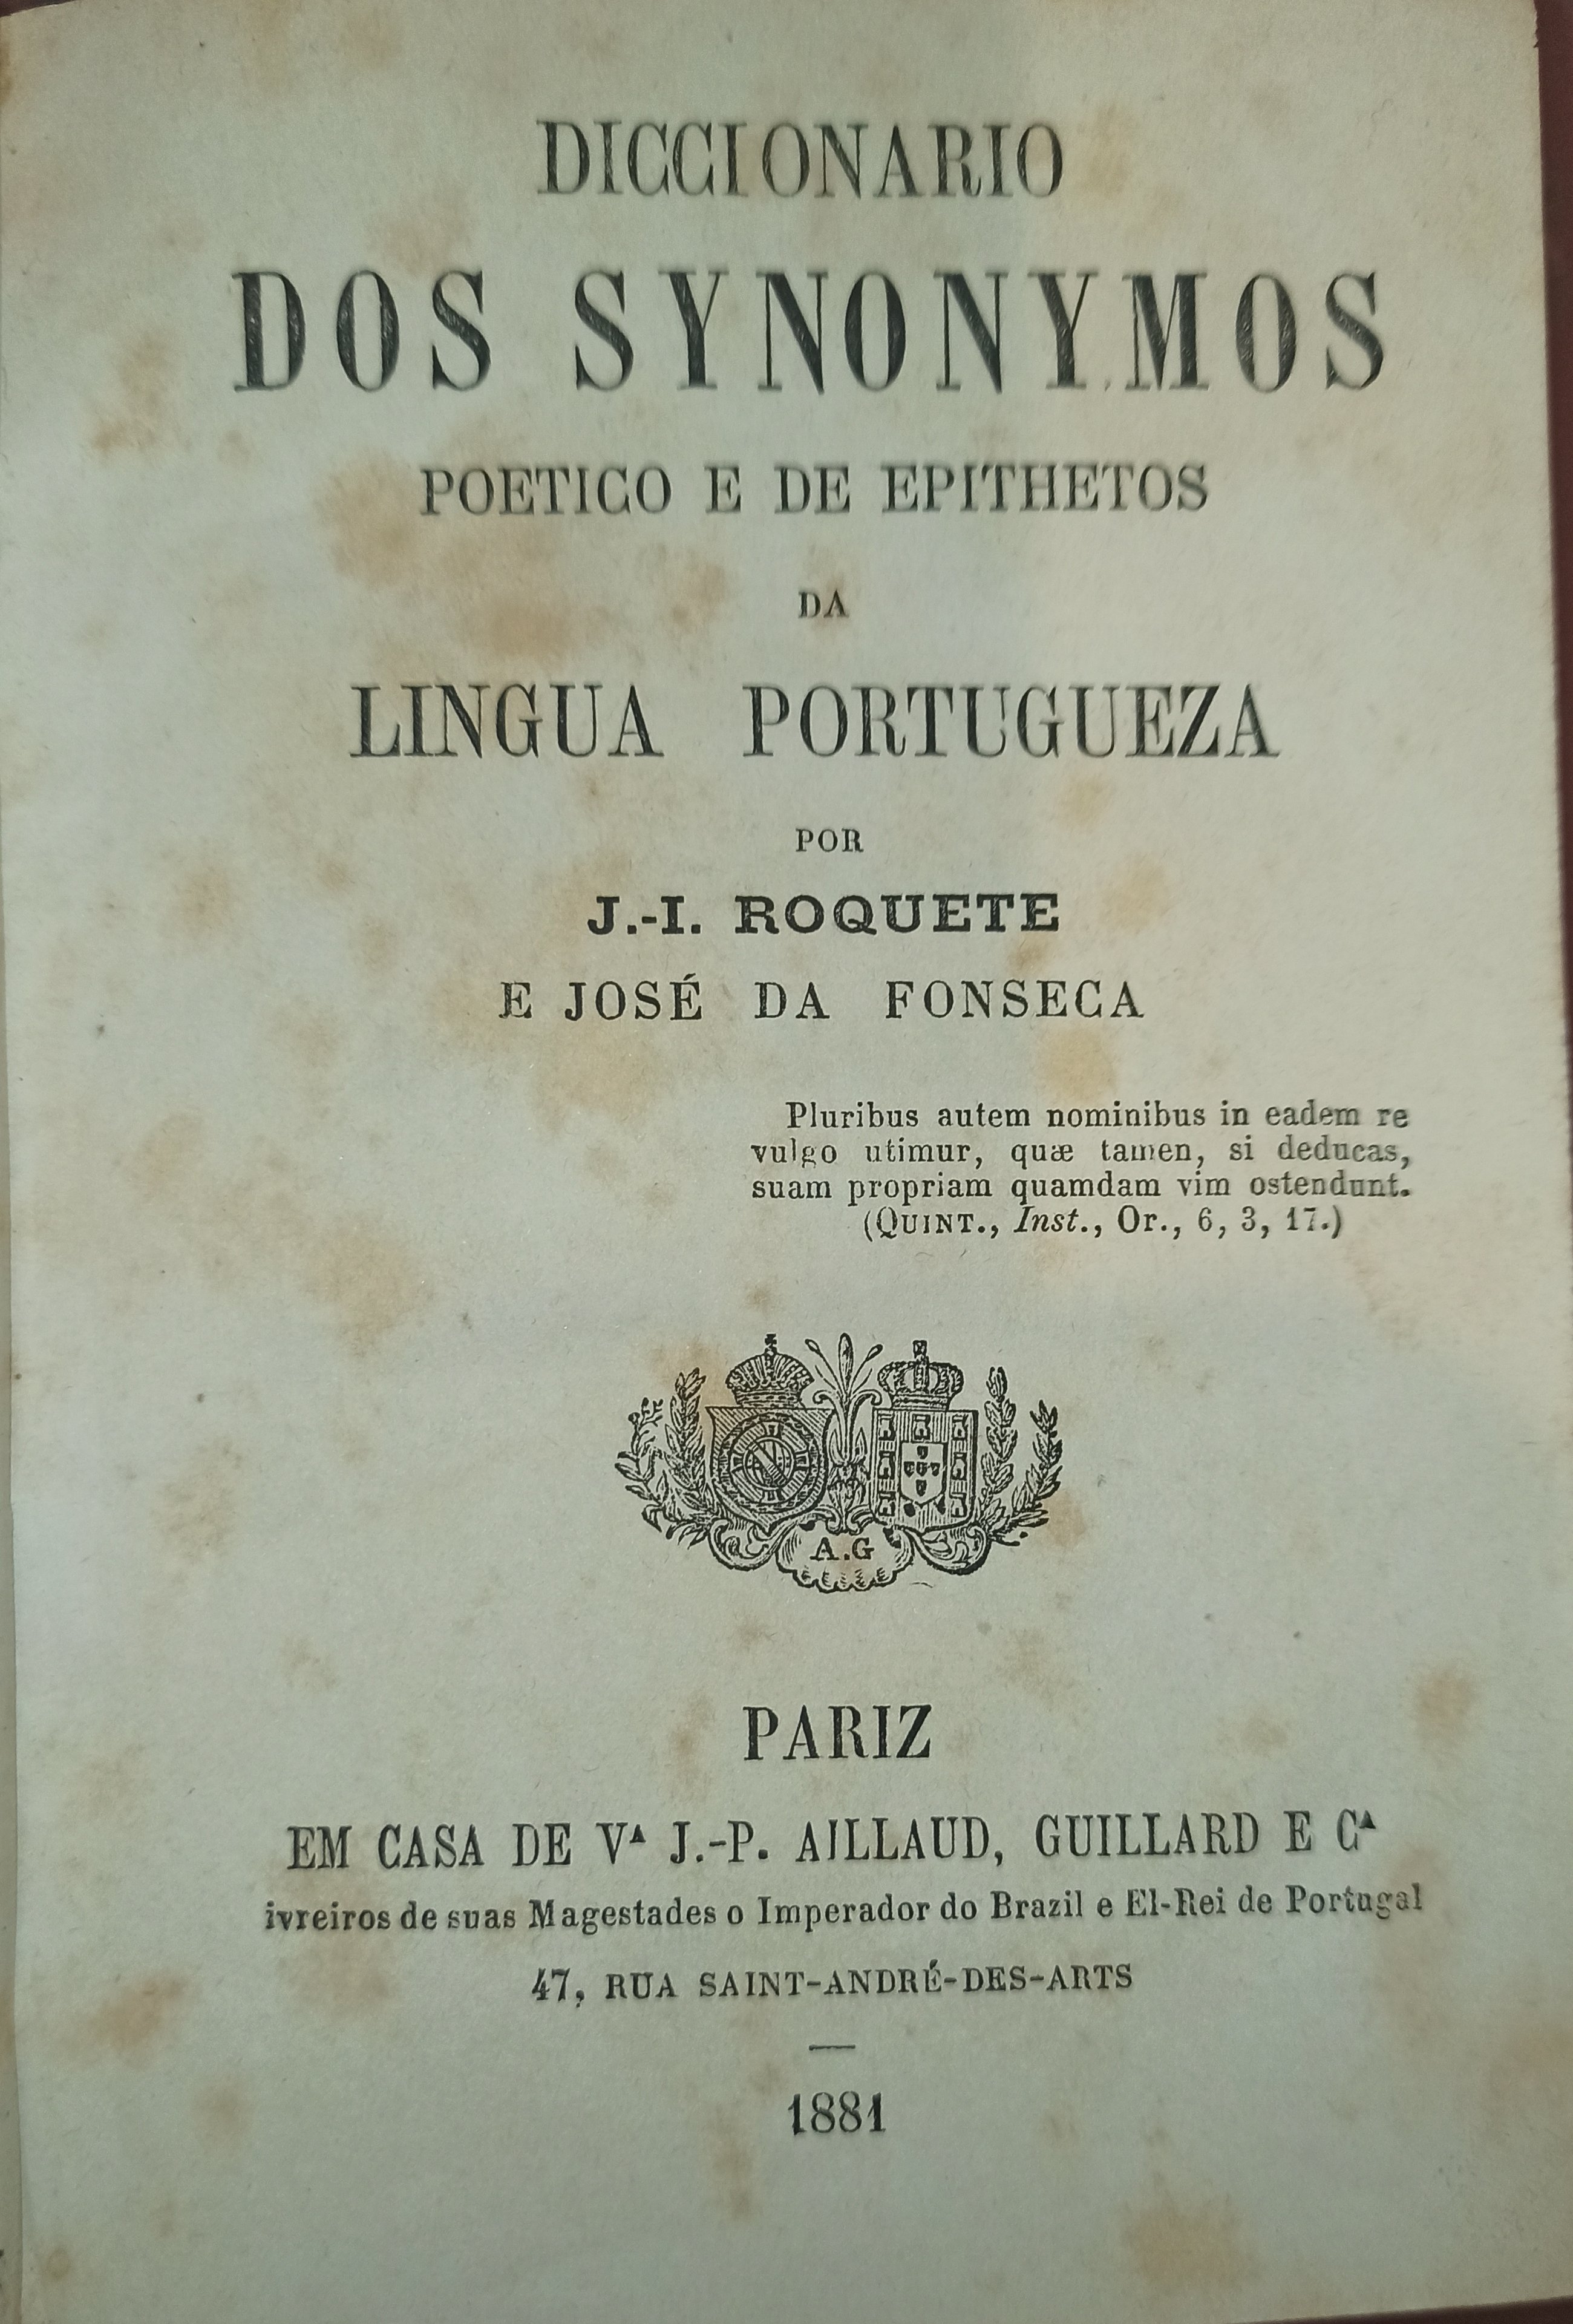 DICCIONARIO
DOS SYNONYMOS
POETICO E DE EPITHETOS
DA
LINGUA PORTUGUEZA
POR
J.-I. ROQUETE
E JOSÉ DA FONSECA
Pluribus autem nominibus in eadem re
vulgo utimur, quæ tamen, si deducas,
suam propriam quamdam vim ostendunt.
(QUINT., Inst., Or., 6, 3, 17.)
A.G
PARIZ
EM CASA DE Vᴬ J.-P. AILLAUD, GUILLARD E Cᴬ
ivreiros de suas Magestades o Imperador do Brazil e El-Rei de Portugal
47, RUA SAINT-ANDRÉ-DES-ARTS
1881